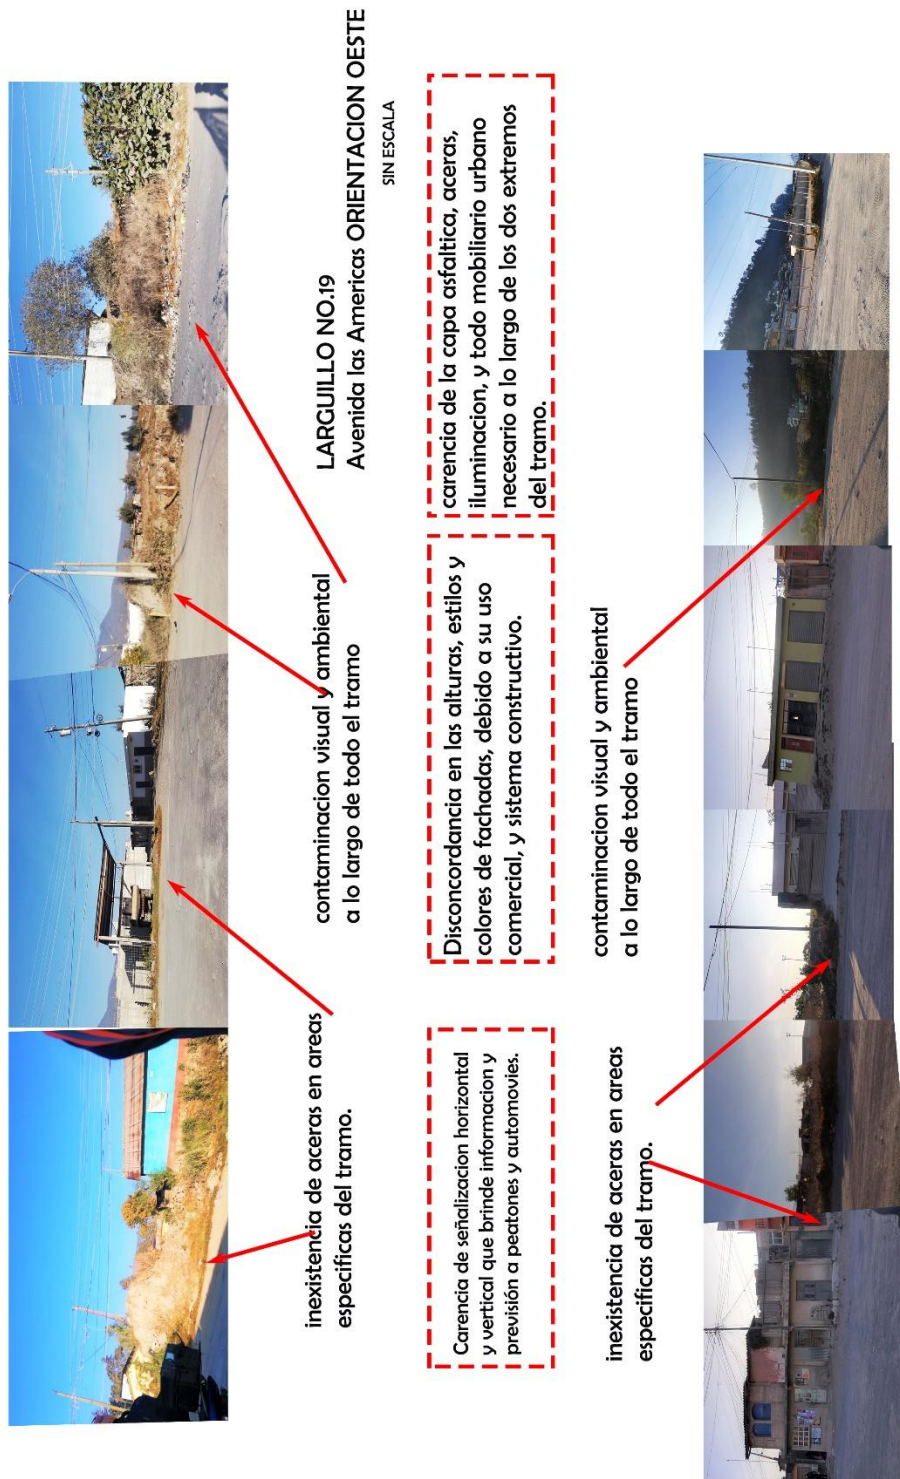 LARGUILLO NO.19
Avenida las Americas ORIENTACION OESTE
SIN ESCALA
inexistencia de aceras en areas
especificas del tramo.
contaminacion visual y ambiental
a lo largo de todo el tramo
Carencia de señalizacion horizontal
y vertical que brinde informacion y
previsión a peatones y automovies.
Disconcordancia en las alturas, estilos y
colores de fachadas, debido a su uso
comercial, y sistema constructivo.
carencia de la capa asfaltica, aceras,
iluminacion, y todo mobiliario urbano
necesario a lo largo de los dos extremos
del tramo.
inexistencia de aceras en areas
especificas del tramo.
contaminacion visual y ambiental
a lo largo de todo el tramo